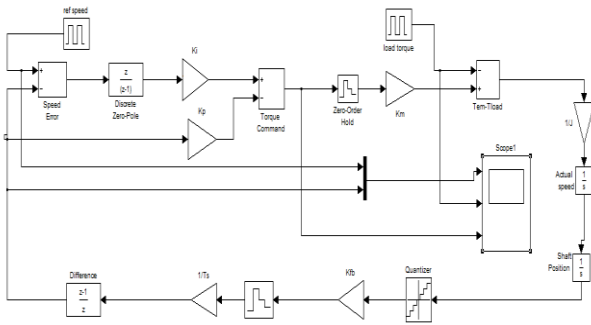 ref speed
load torque
Ki
z
(z-1)
Speed
Error
Discrete
Zero-Pole
Kp
Torque
Command
Zero-Order
Hold
Km
Tem-Tload
1/J
Scope1
Actual
speed
1
s
Shaft
Position
1
s
Difference
z-1
z
1/Ts
Kfb
Quantizer